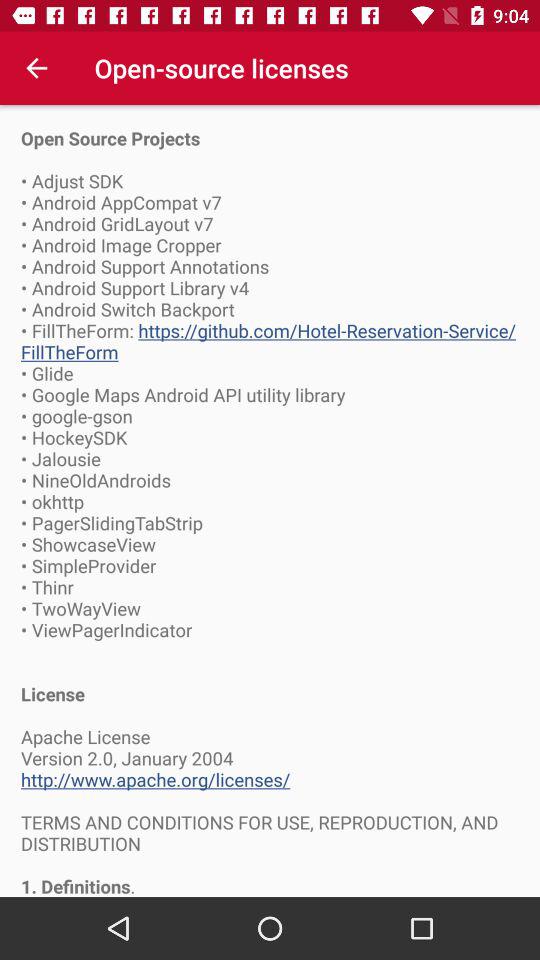 9:04
Open-source licenses
Open Source Projects
• Adjust SDK
• Android AppCompat v7
• Android GridLayout v7
• Android Image Cropper
• Android Support Annotations
• Android Support Library v4
• Android Switch Backport
• FillTheForm: https://github.com/Hotel-Reservation-Service/
FillTheForm
• Glide
• Google Maps Android API utility library
• google-gson
• HockeySDK
• Jalousie
• NineOldAndroids
• okhttp
• PagerSlidingTabStrip
• ShowcaseView
• SimpleProvider
• Thinr
• TwoWayView
• ViewPagerIndicator
License
Apache License
Version 2.0, January 2004
http://www.apache.org/licenses/
TERMS AND CONDITIONS FOR USE, REPRODUCTION, AND
DISTRIBUTION
1. Definitions.